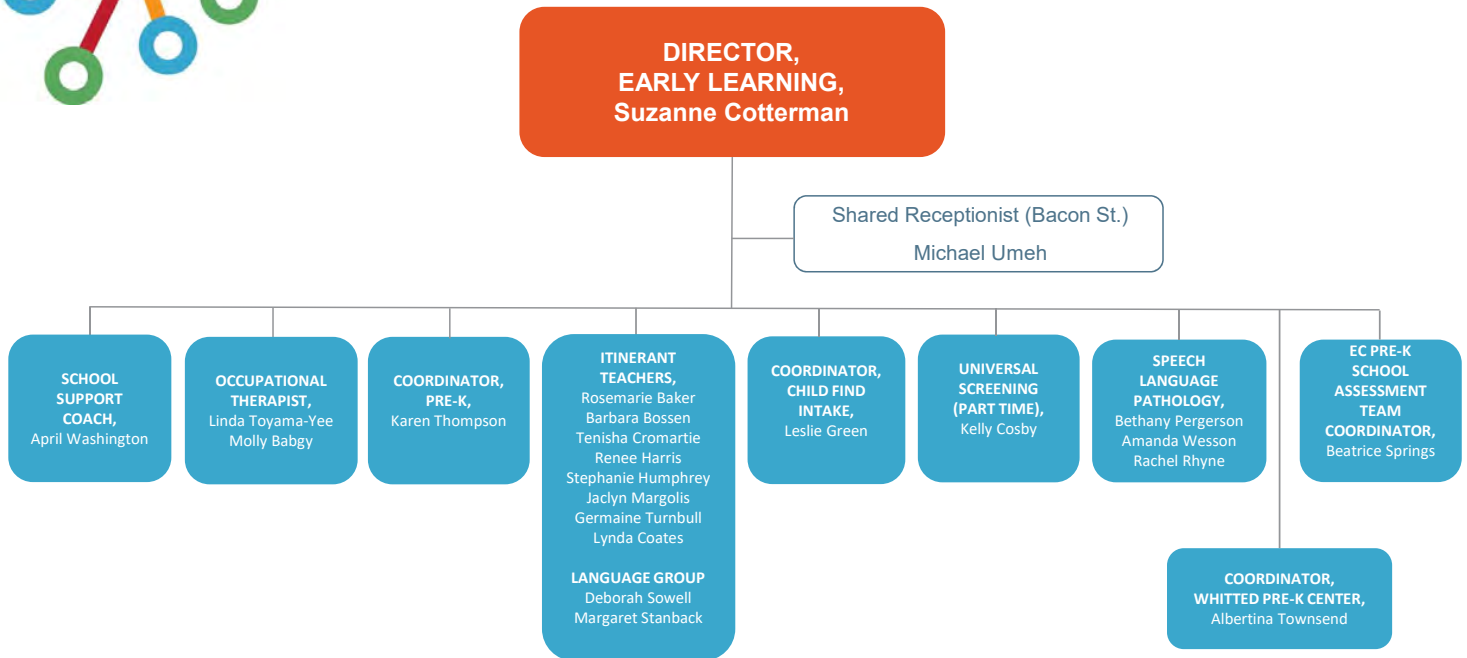 DIRECTOR,
EARLY LEARNING,
Suzanne Cotterman
Shared Receptionist (Bacon St.)
Michael Umeh
SCHOOL
SUPPORT
COACH,
April Washington
OCCUPATIONAL
THERAPIST,
Linda Toyama-Yee
Molly Babgy
COORDINATOR,
PRE-K,
Karen Thompson
ITINERANT
TEACHERS,
Rosemarie Baker
Barbara Bossen
Tenisha Cromartie
Renee Harris
Stephanie Humphrey
Jaclyn Margolis
Germaine Turnbull
Lynda Coates
LANGUAGE GROUP
Deborah Sowell
Margaret Stanback
COORDINATOR,
CHILD FIND
INTAKE,
Leslie Green
UNIVERSAL
SCREENING
(PART TIME),
Kelly Cosby
SPEECH
LANGUAGE
PATHOLOGY,
Bethany Pergerson
Amanda Wesson
Rachel Rhyne
EC PRE-K
SCHOOL
ASSESSMENT
TEAM
COORDINATOR,
Beatrice Springs
COORDINATOR,
WHITTED PRE-K CENTER,
Albertina Townsend